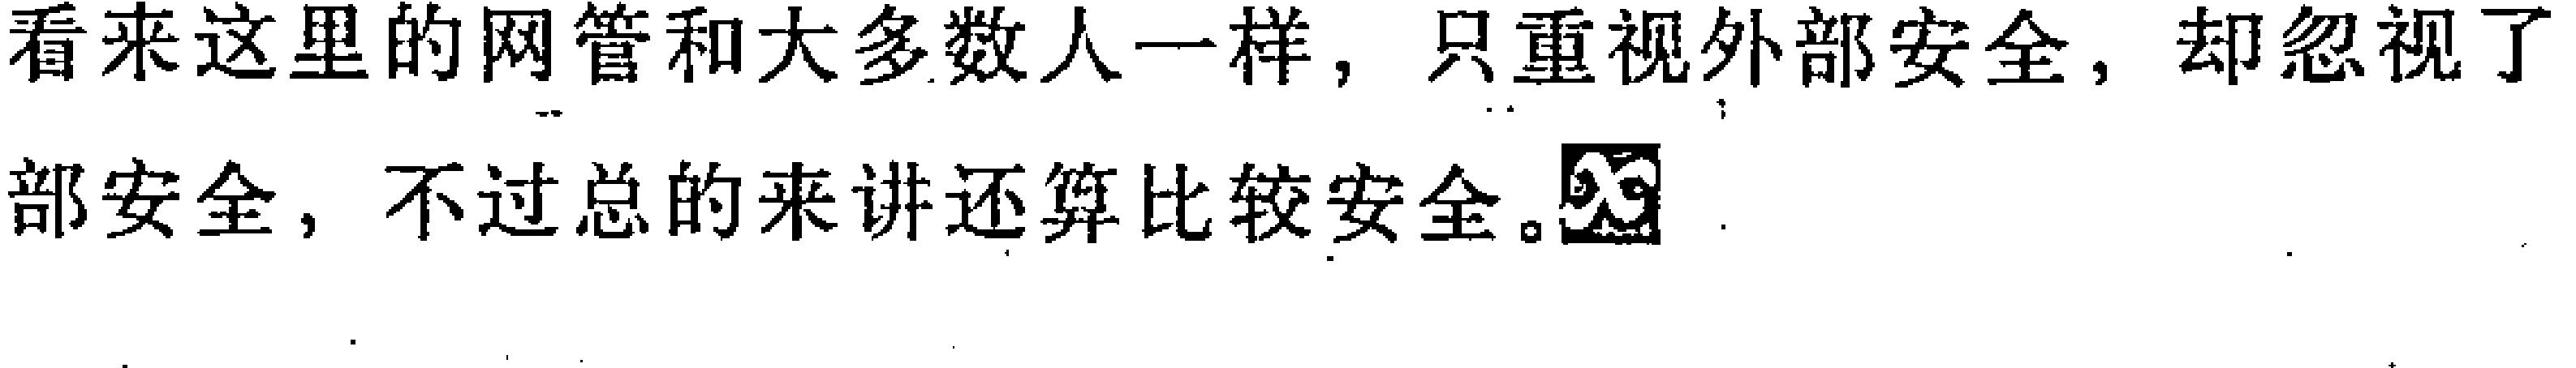 看来这里的网管和大多数人一样，只重视外部安全，却忽视了
部安全，不过总的来讲还算比较安全。